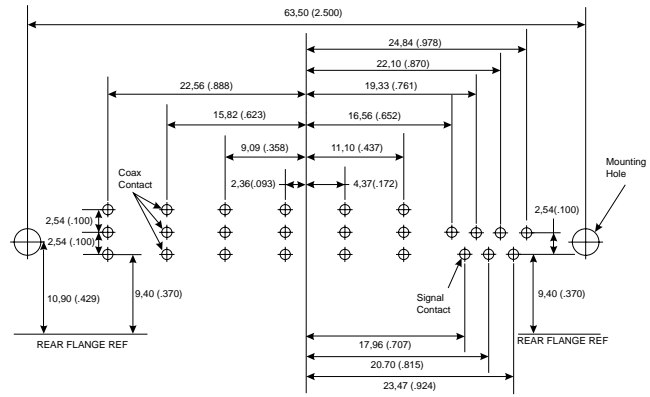 63,50 (2.500)
24,84 (.978)
22,10 (.870)
22,56 (.888)
19,33 (.761)
15,82 (.623)
16,56 (.652)
9,09 (.358)
11,10 (.437)
Mounting
Hole
Coax
Contact
2,36(.093)
4,37(.172)
2,54 (.100)
2,54(.100)
2,54 (.100)
10,90 (.429)
9,40 (.370)
Signal
Contact
9,40 (.370)
REAR FLANGE REF
REAR FLANGE REF
17,96 (.707)
20.70 (.815)
23,47 (.924)